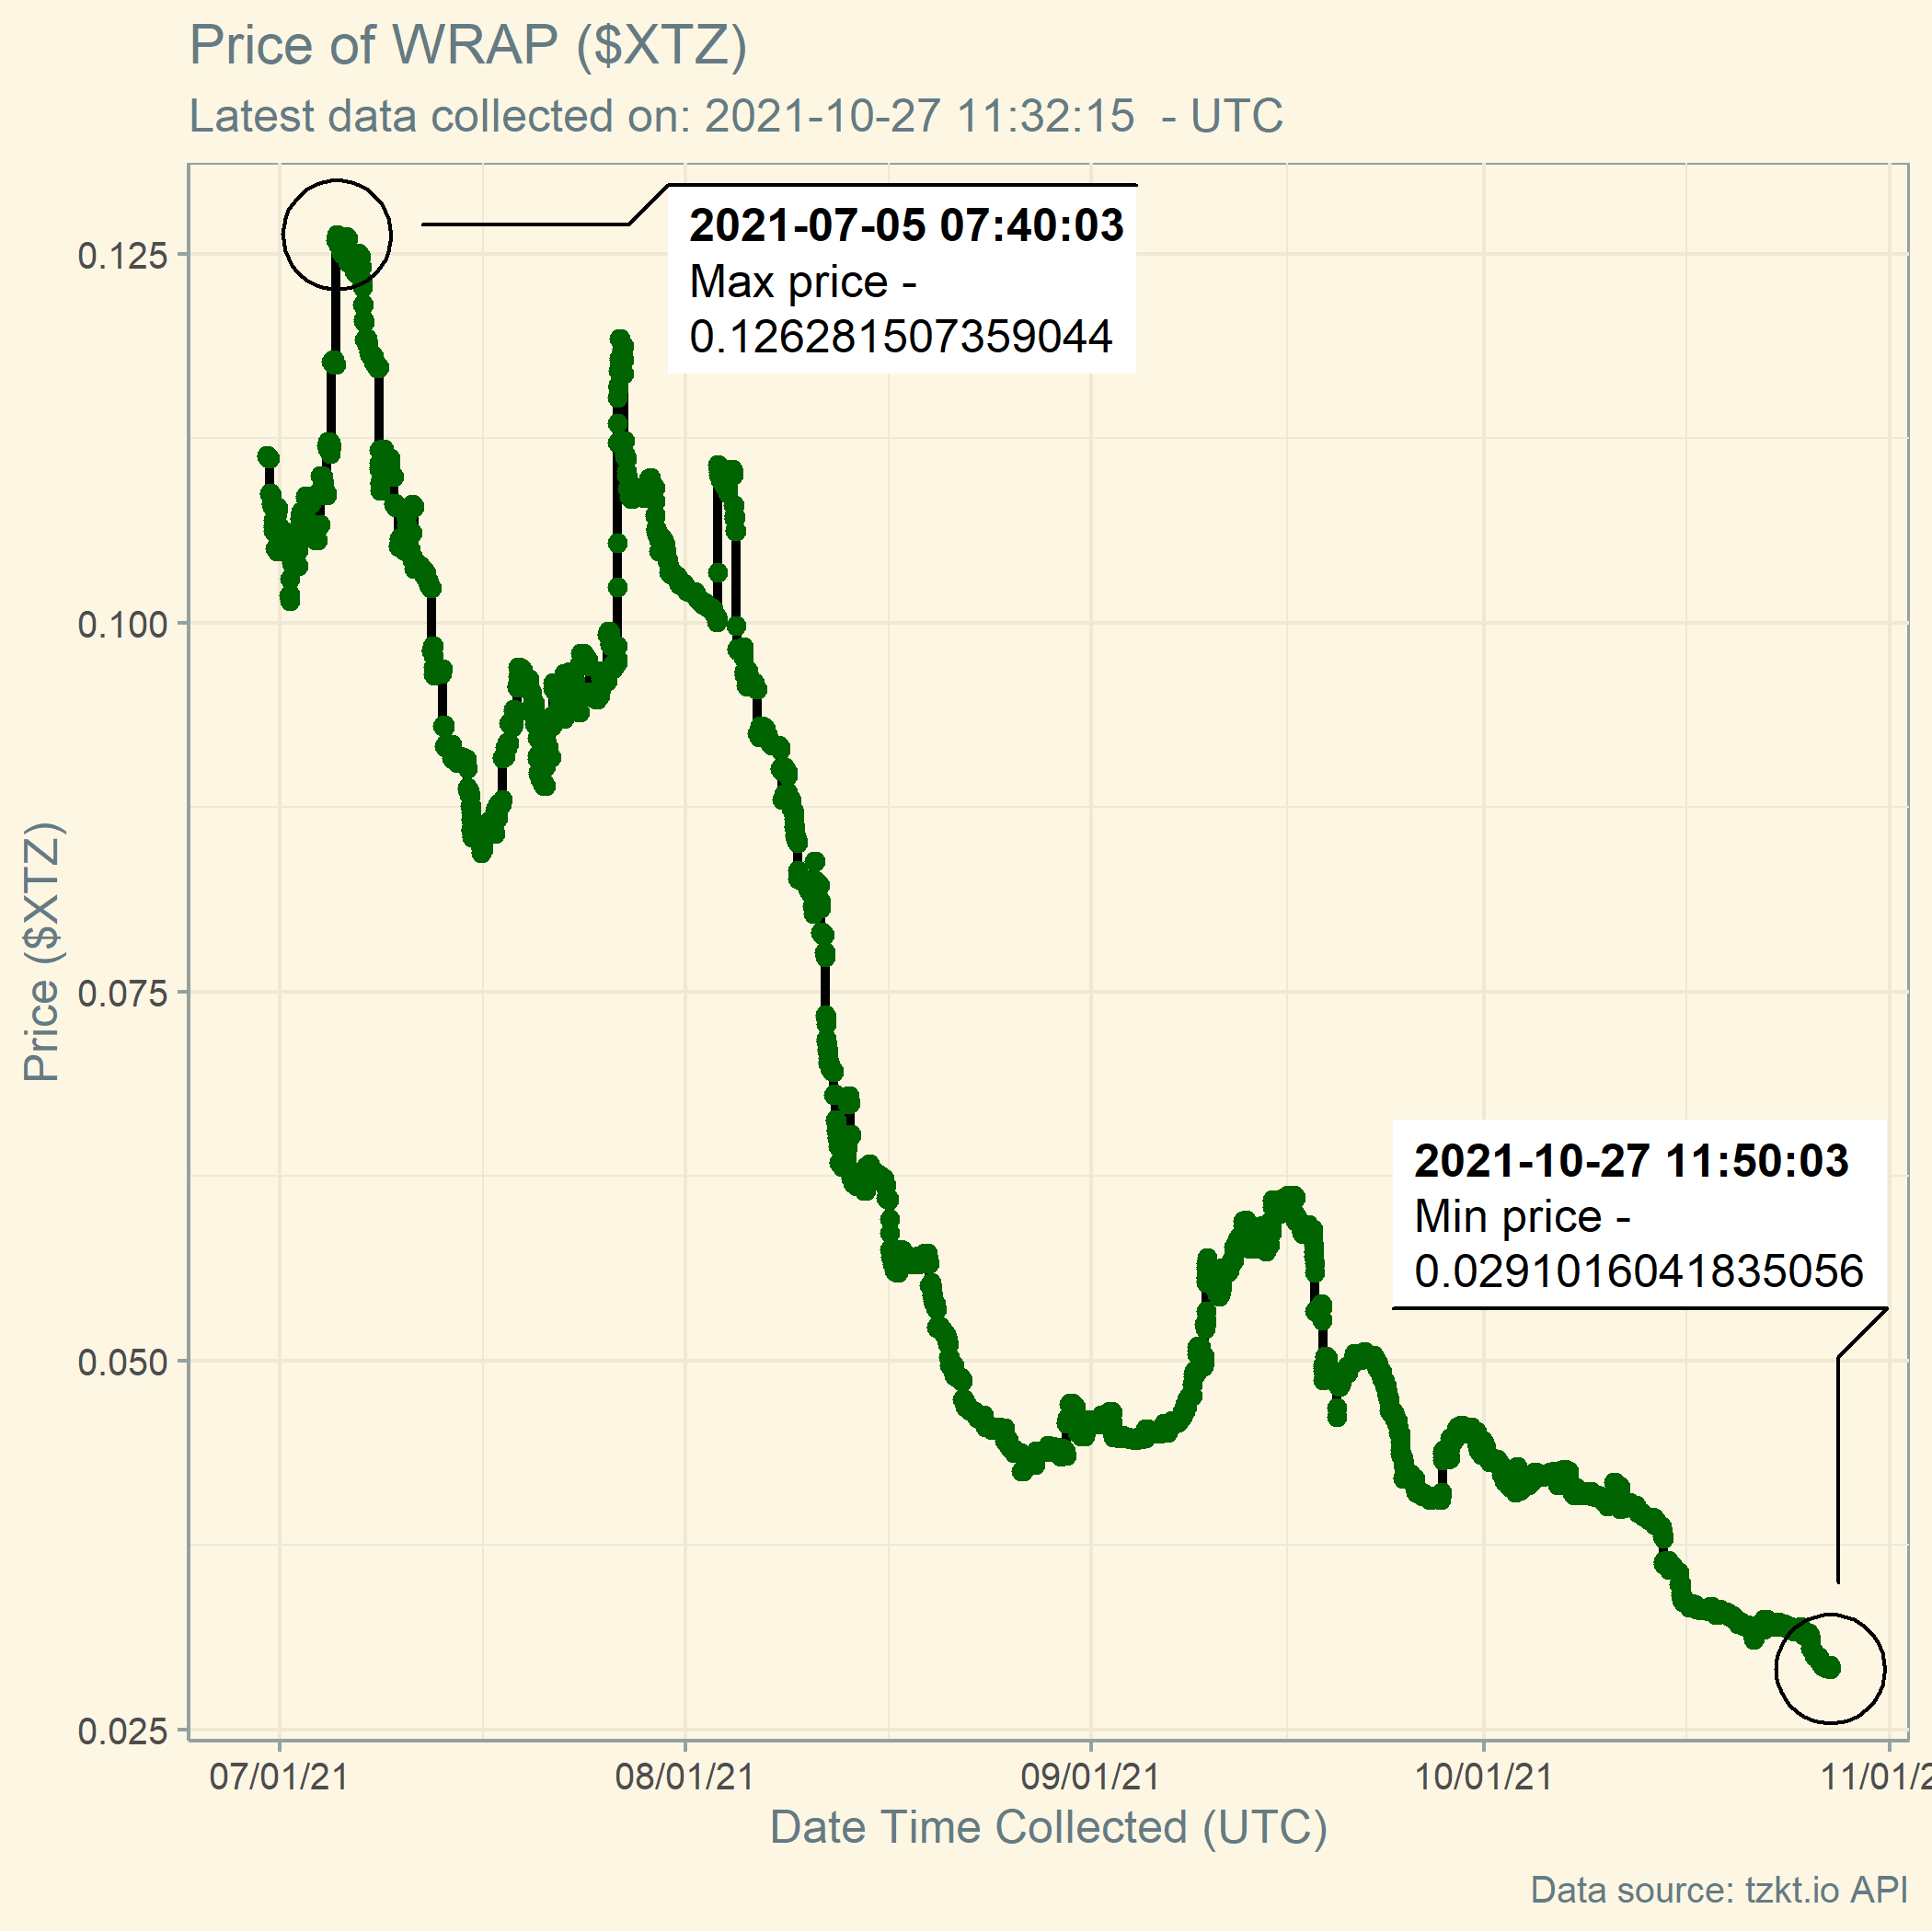 Price of WRAP ($XTZ)
Latest data collected on: 2021-10-27 11:32:15  - UTC
2021-07-05 07:40:03
Max price -
0.126281507359044
2021-10-27 11:50:03
Min price -
0.0291016041835056
Price ($XTZ)
0.125
0.100
0.075
0.050
0.025
07/01/21
08/01/21
09/01/21
10/01/21
11/01/2
Date Time Collected (UTC)
Data source: tzkt.io API